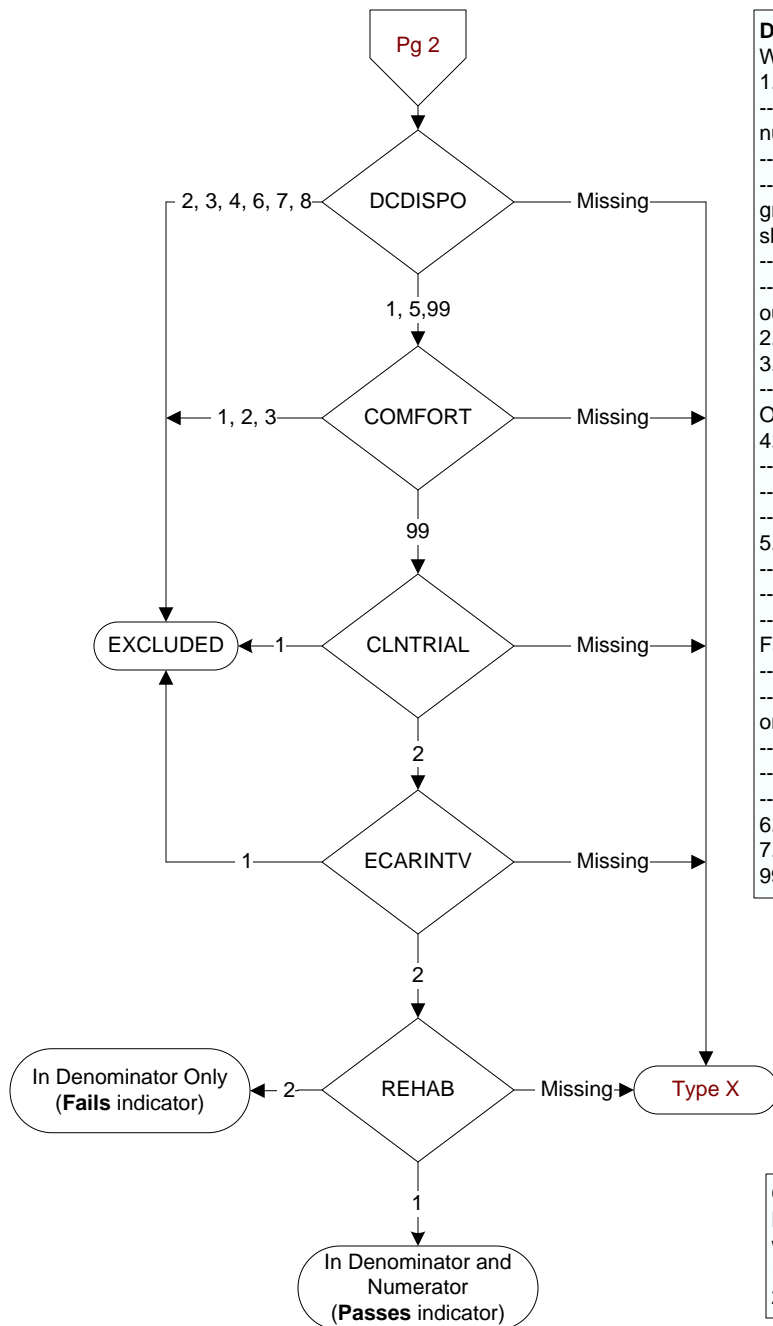 Pg 2
2, 3, 4, 6, 7, 8
DCDISPO
Missing
1, 5,99
1, 2, 3
COMFORT
Missing
99
EXCLUDED
1
CLNTRIAL
Missing
2
1
ECARINTV
Missing
2
In Denominator Only
(Fails indicator)
2
REHAB
Missing
Type X
1
In Denominator and
Numerator
(Passes indicator)